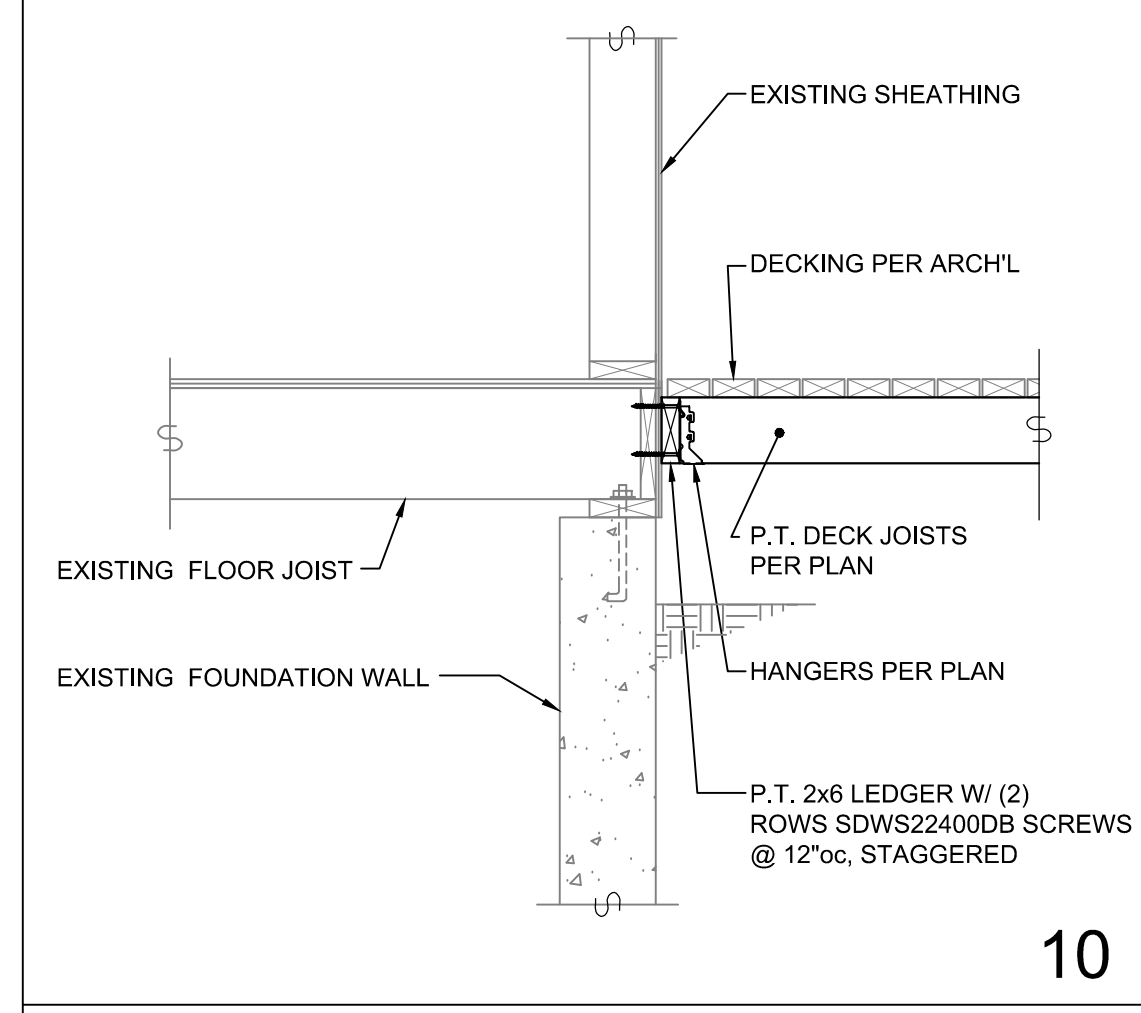 EXISTING SHEATHING
DECKING PER ARCH'L
EXISTING FLOOR JOIST
P.T. DECK JOISTS
PER PLAN
EXISTING FOUNDATION WALL
HANGERS PER PLAN
P.T. 2x6 LEDGER W/ (2)
ROWS SDWS22400DB SCREWS
@ 12"oc, STAGGERED
10